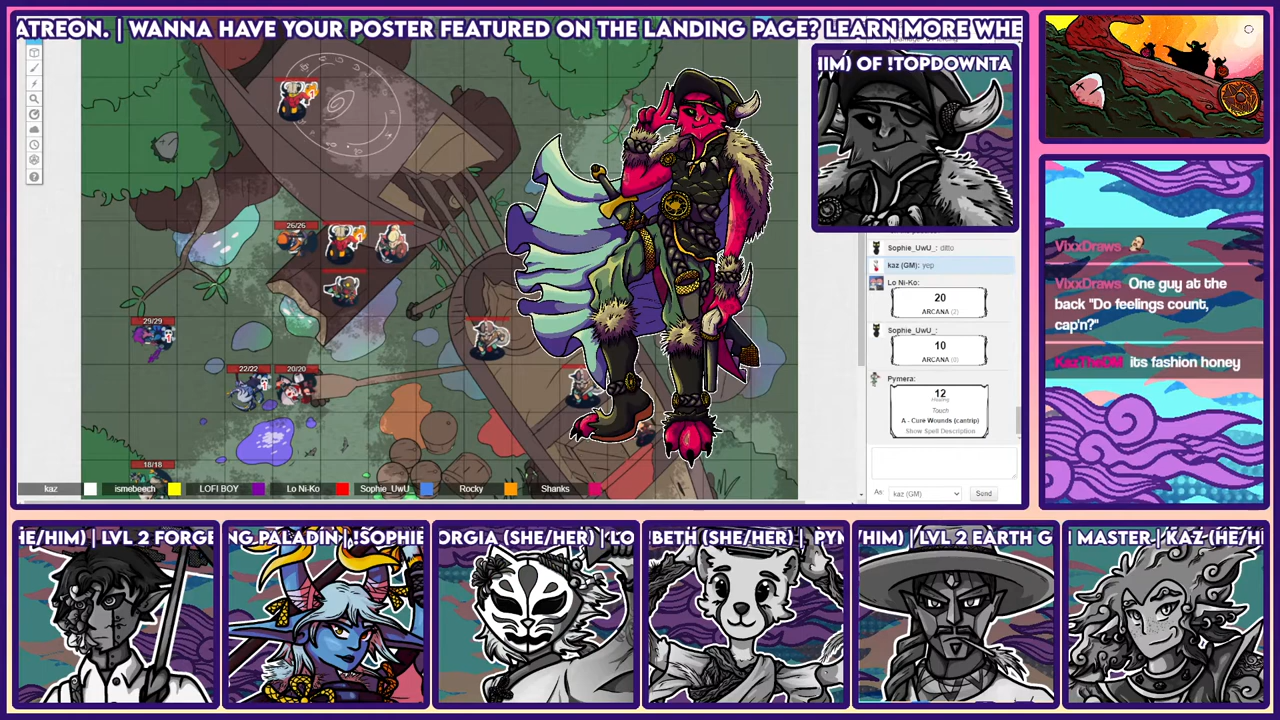 ATREON. | WANNA HAVE YOUR POSTER FEATURED ON THE LANDING PAGE? LEARN MORE WHE
HIM) OF !TOPDOWNTA
26/26
29/29
22/22
20/20
18/18
kaz
ismebeech
LOFI BOY
Lo Ni-Ko
Sophie_UwU_
Rocky
Shanks
Sophie_UwU_: ditto
kaz (GM): yep
Lo Ni-Ko:
20
ARCANA (2)
Sophie_UwU_:
10
ARCANA (0)
Pymera:
12
Healing
Touch
A - Cure Wounds (cantrip)
Show Spell Description
As:
kaz (GM)
Send
VixxDraws
VixxDraws One guy at the
back "Do feelings count,
cap'n?"
KazTheDM its fashion honey
HE/HIM) | LVL 2 FORGE
NG PALADIN | !SOPHIE
ORGIA (SHE/HER) | LO
BETH (SHE/HER) | PYM
/HIM) | LVL 2 EARTH G
MASTER | KAZ (HE/HI